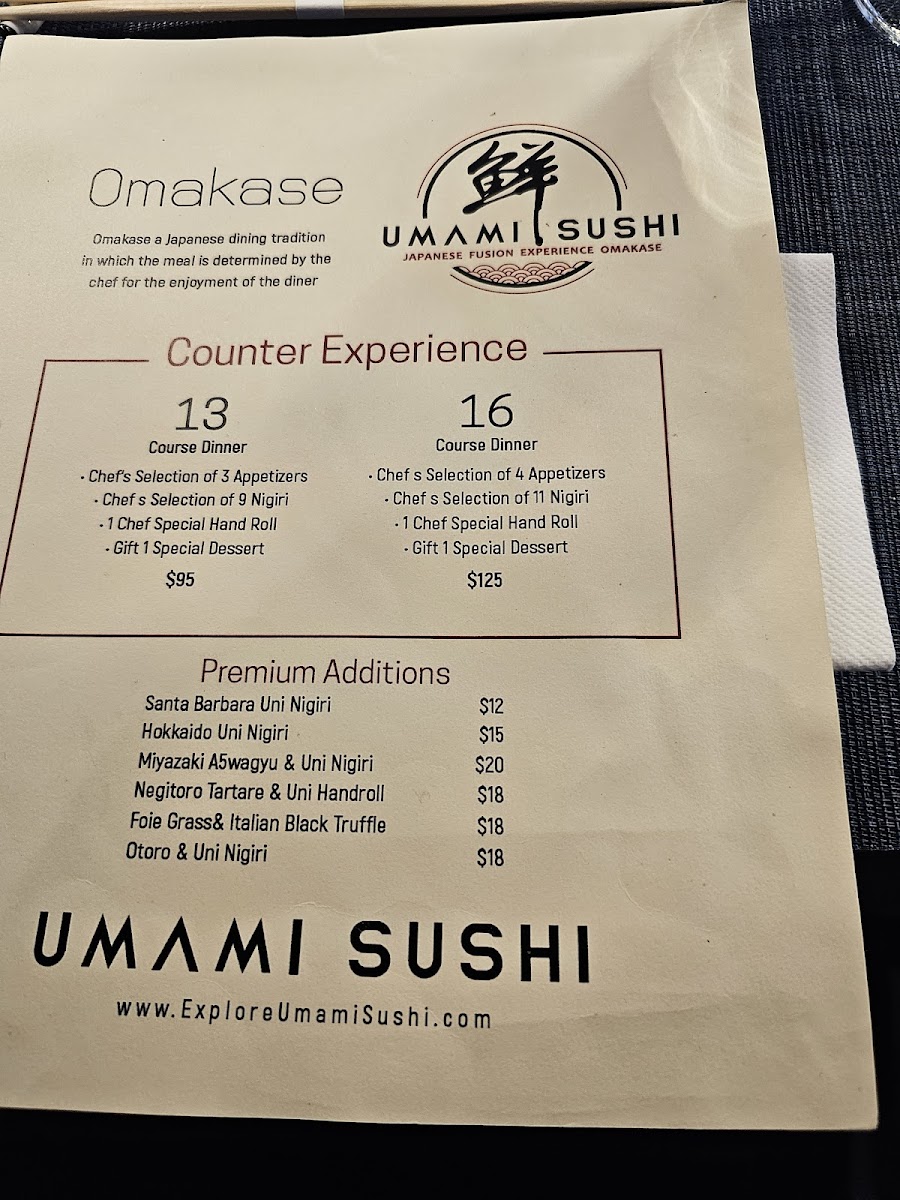 Omakase
Omakase a Japanese dining tradition
in which the meal is determined by the
chef for the enjoyment of the diner
鮮
UMAMI SUSHI
JAPANESE FUSION EXPERIENCE OMAKASE
Counter Experience
13
Course Dinner
• Chef's Selection of 3 Appetizers
• Chef s Selection of 9 Nigiri
• 1 Chef Special Hand Roll
• Gift 1 Special Dessert
$95
16
Course Dinner
• Chef s Selection of 4 Appetizers
• Chef s Selection of 11 Nigiri
• 1 Chef Special Hand Roll
• Gift 1 Special Dessert
$125
Premium Additions
Santa Barbara Uni Nigiri $12
Hokkaido Uni Nigiri $15
Miyazaki A5wagyu & Uni Nigiri $20
Negitoro Tartare & Uni Handroll $18
Foie Grass& Italian Black Truffle $18
Otoro & Uni Nigiri $18
UMAMI SUSHI
www.ExploreUmamiSushi.com